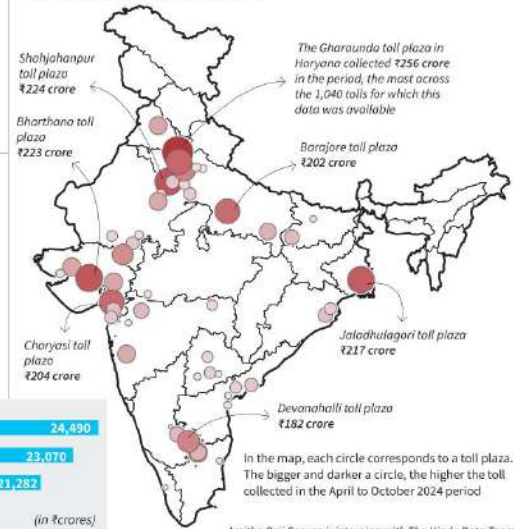 Shahjahanpur
toll plaza
₹224 crore
Bharthana toll
plaza
₹223 crore
The Gharaunda toll plaza in
Haryana collected ₹256 crore
in the period, the most across
the 1,040 tolls for which this
data was available
Barajore toll plaza
₹202 crore
Jaladhulagori toll plaza
₹217 crore
Choryasi toll
plaza
₹204 crore
Devanahalli toll plaza
₹182 crore
24,490
23,070
21,282
(in ₹crores)
In the map, each circle corresponds to a toll plaza.
The bigger and darker a circle, the higher the toll
collected in the April to October 2024 period